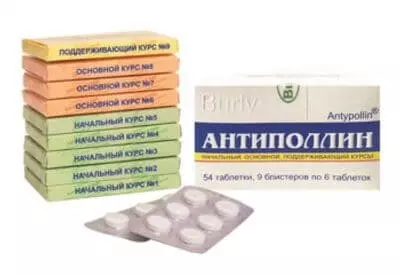 ПОДДЕРЖИВАЮЩИЙ КУРС №9
ОСНОВНОЙ КУРС №8
ОСНОВНОЙ КУРС №7
ОСНОВНОЙ КУРС №6
НАЧАЛЬНЫЙ КУРС №5
НАЧАЛЬНЫЙ КУРС №4
НАЧАЛЬНЫЙ КУРС №3
НАЧАЛЬНЫЙ КУРС №2
НАЧАЛЬНЫЙ КУРС №1
Burly
Antypollin®
АНТИПОЛЛИН
НАЧАЛЬНЫЙ, ОСНОВНОЙ, ПОДДЕРЖИВАЮЩИЙ КУРСЫ
54 таблетки, 9 блистеров по 6 таблеток